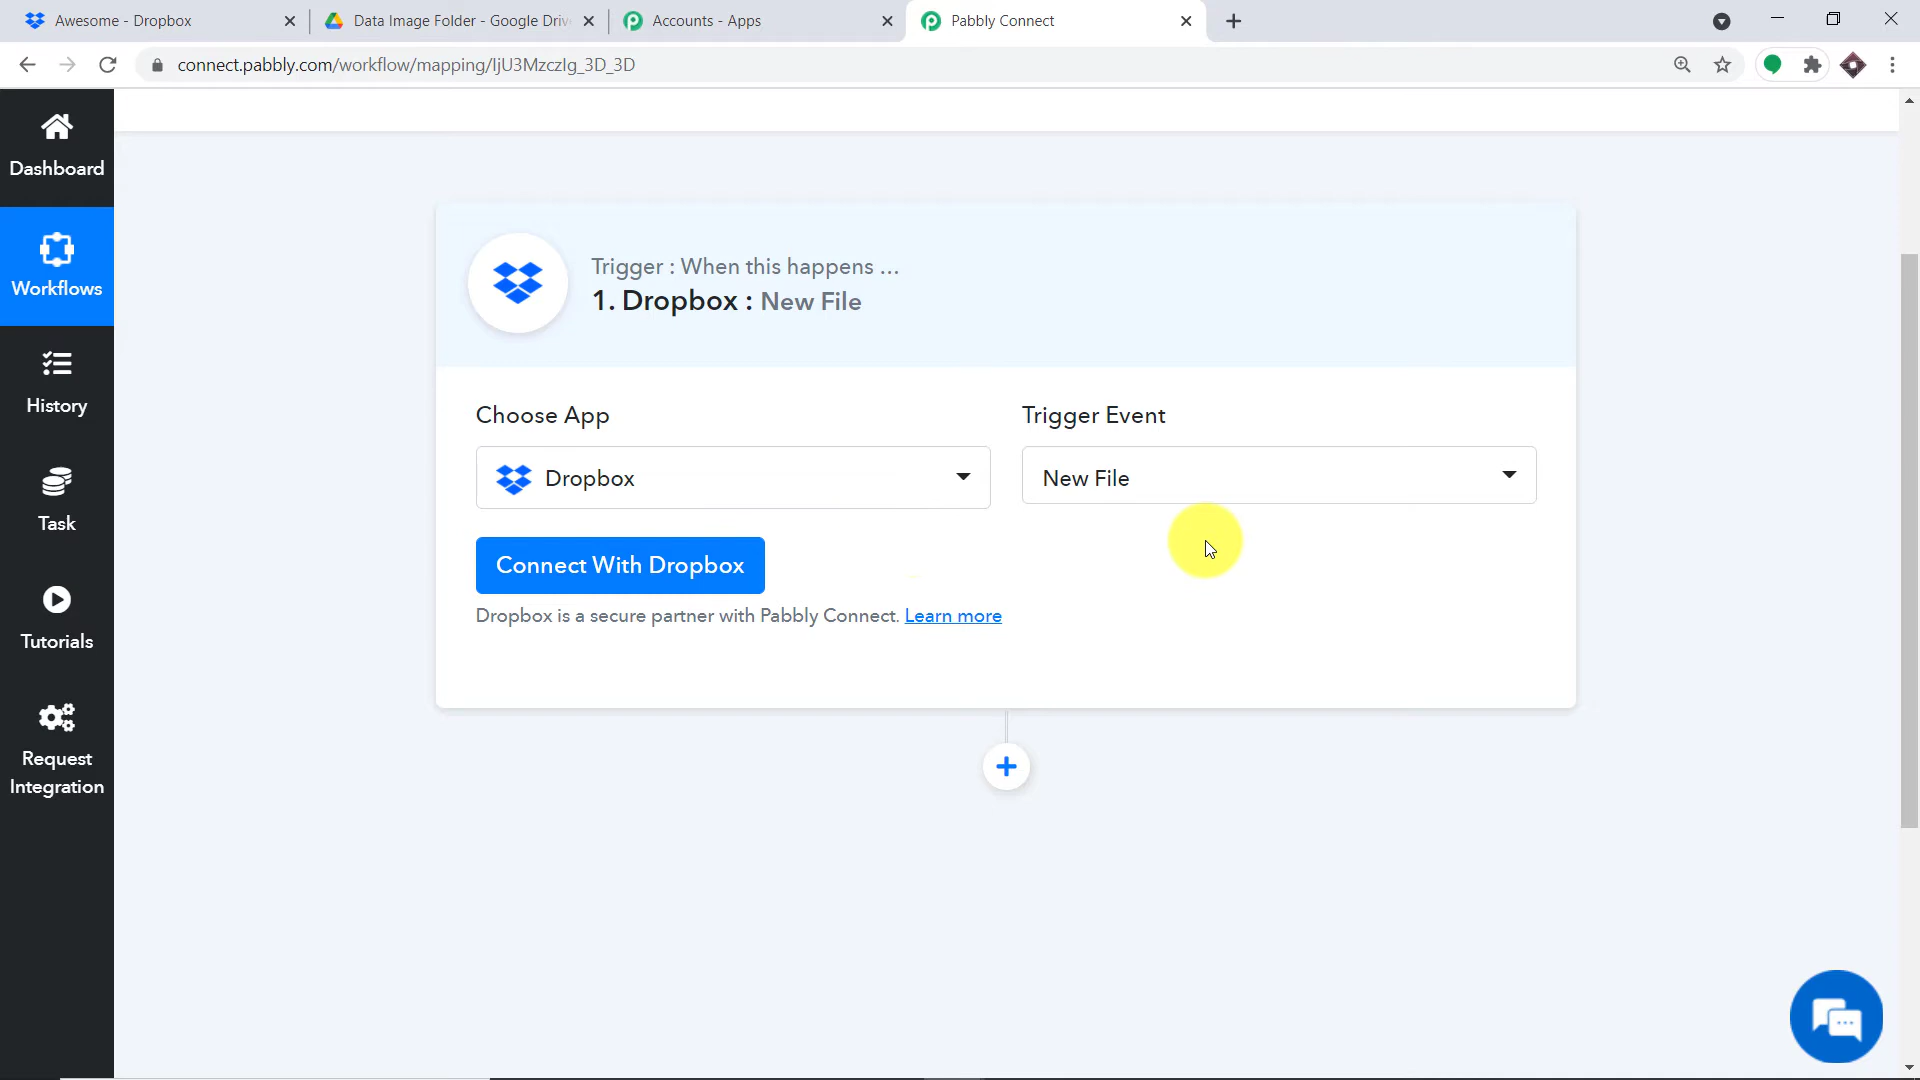 Awesome - Dropbox
Data Image Folder - Google Driv
Accounts - Apps
Pabbly Connect
connect.pabbly.com/workflow/mapping/IjU3MzczIg_3D_3D
Dashboard
Workflows
History
Task
Tutorials
Request
Integration
Trigger : When this happens ...
1. Dropbox : New File
Choose App
Trigger Event
Dropbox
New File
Connect With Dropbox
Dropbox is a secure partner with Pabbly Connect. Learn more